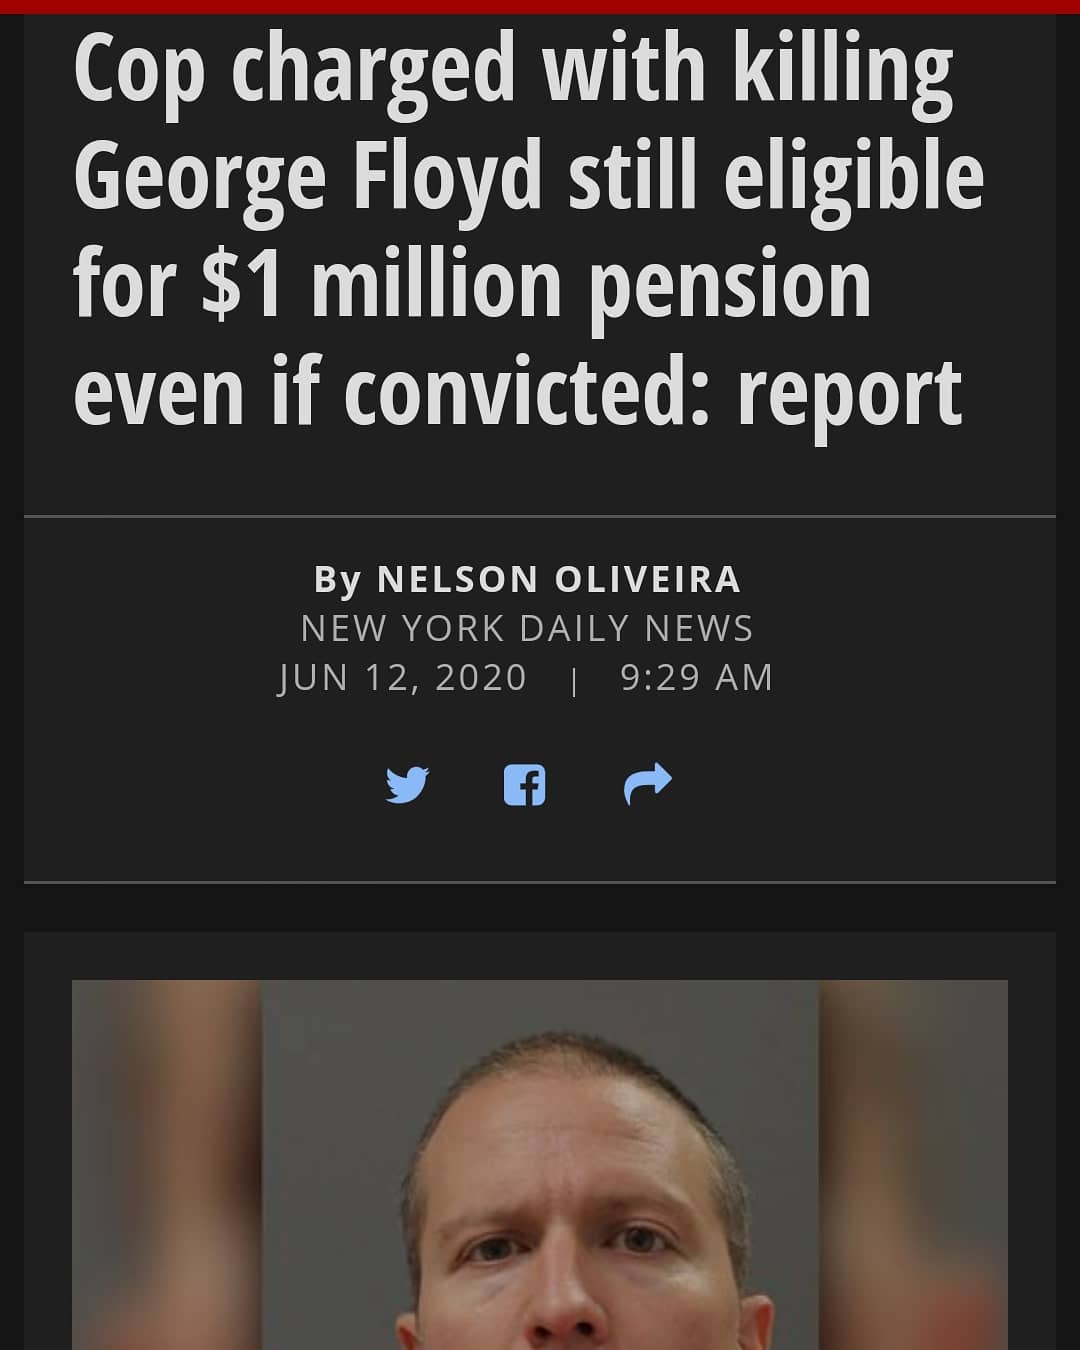 Cop charged with killing
George Floyd still eligible
for $1 million pension
even if convicted: report
By NELSON OLIVEIRA
NEW YORK DAILY NEWS
JUN 12, 2020 | 9:29 AM